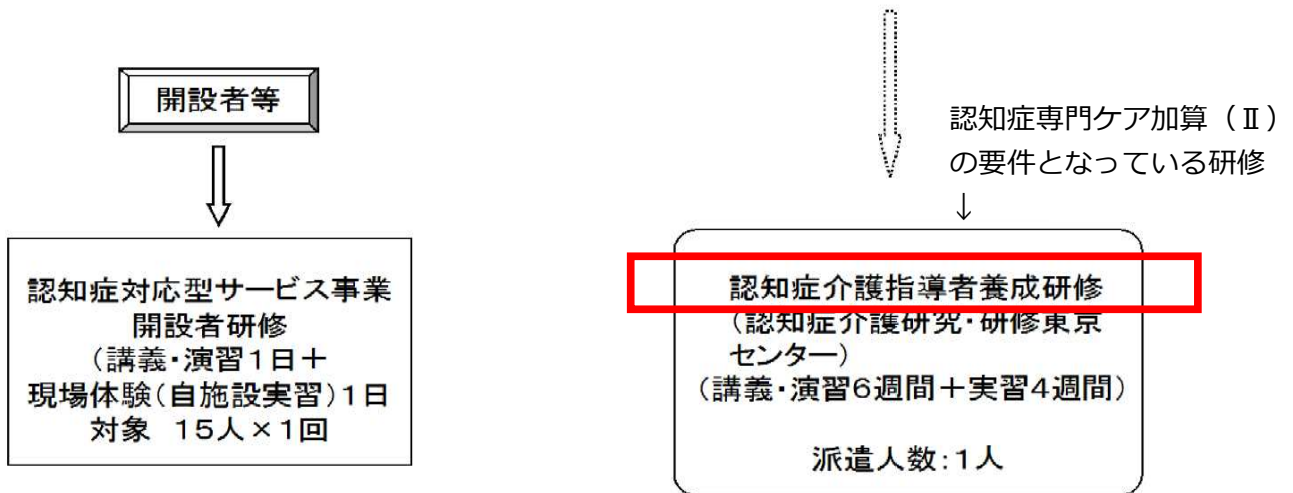 開設者等
認知症対応型サービス事業
開設者研修
（講義・演習1日＋
現場体験（自施設実習）1日
対象　15人×1回
認知症専門ケア加算（Ⅱ）
の要件となっている研修
↓
認知症介護指導者養成研修
（認知症介護研究・研修東京
センター）
（講義・演習6週間＋実習4週間）
派遣人数：1人